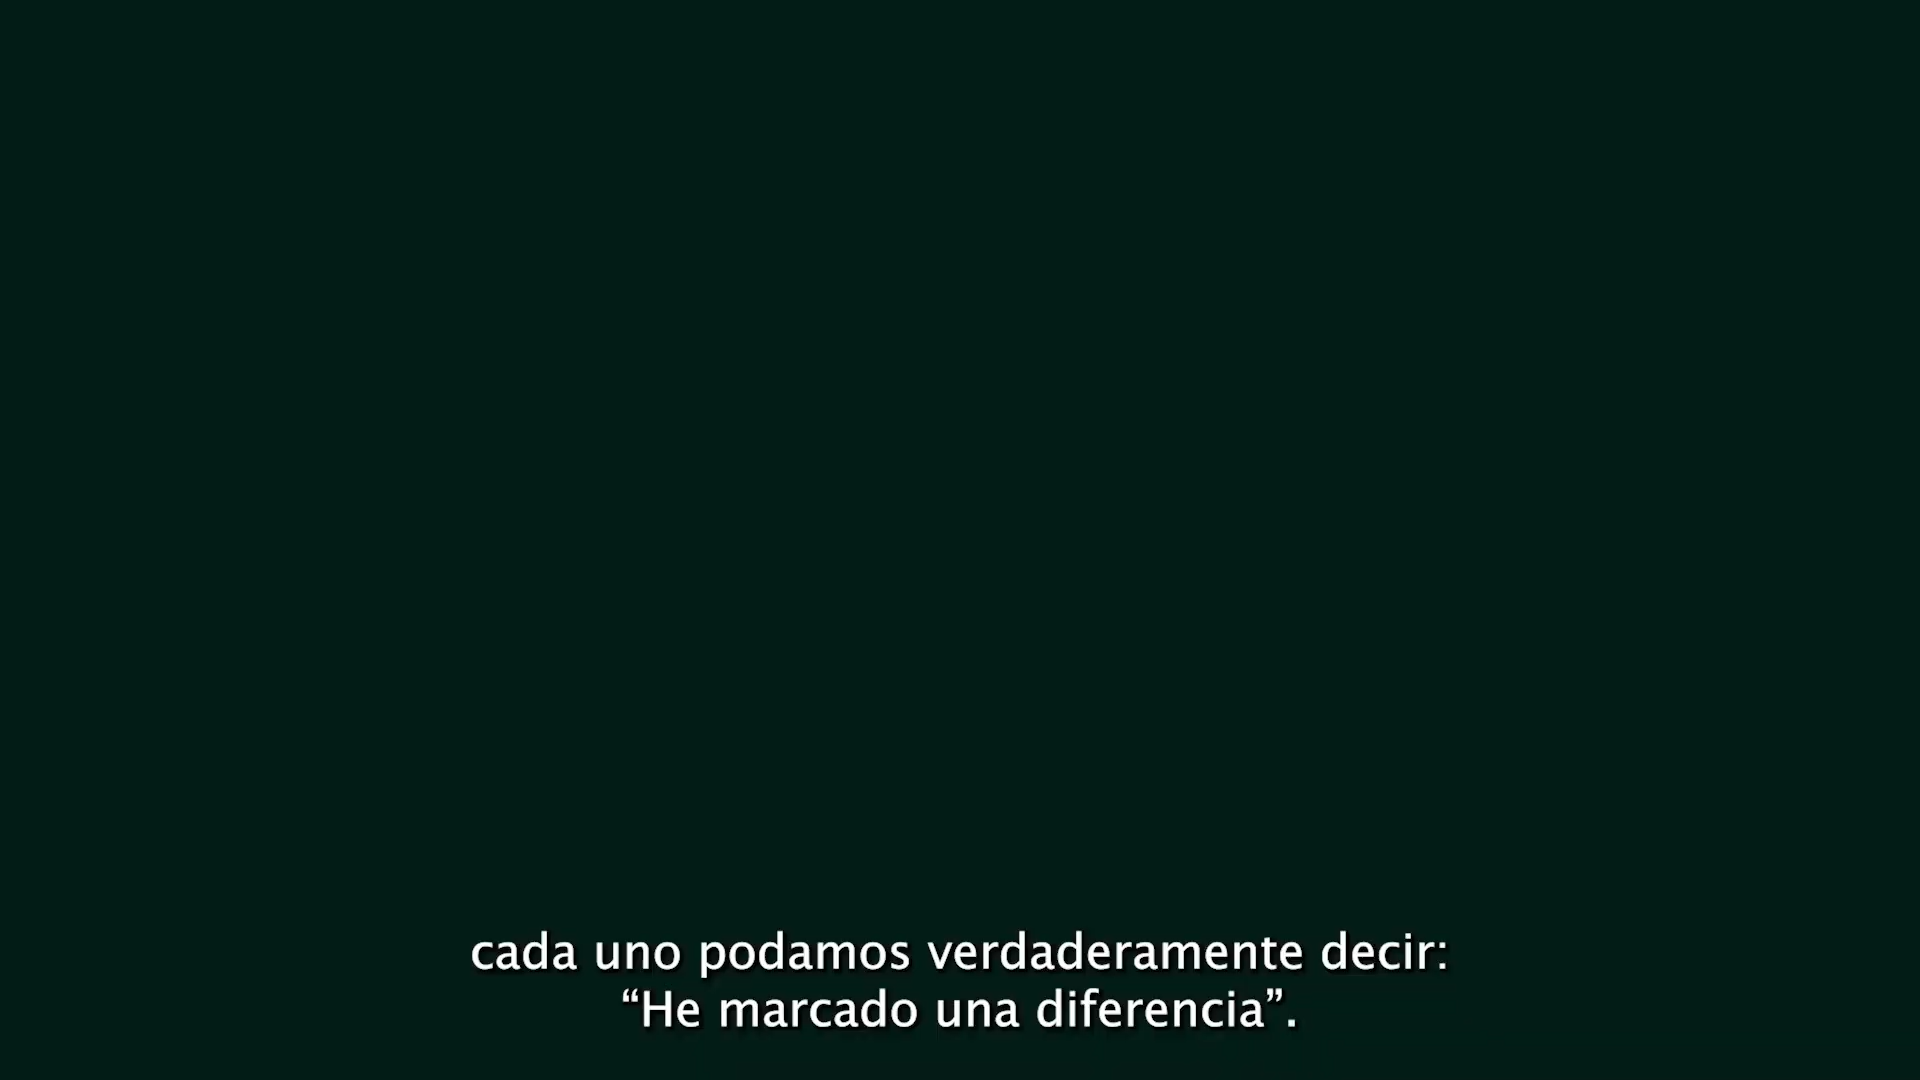 cada uno podamos verdaderamente decir:
“He marcado una diferencia”.